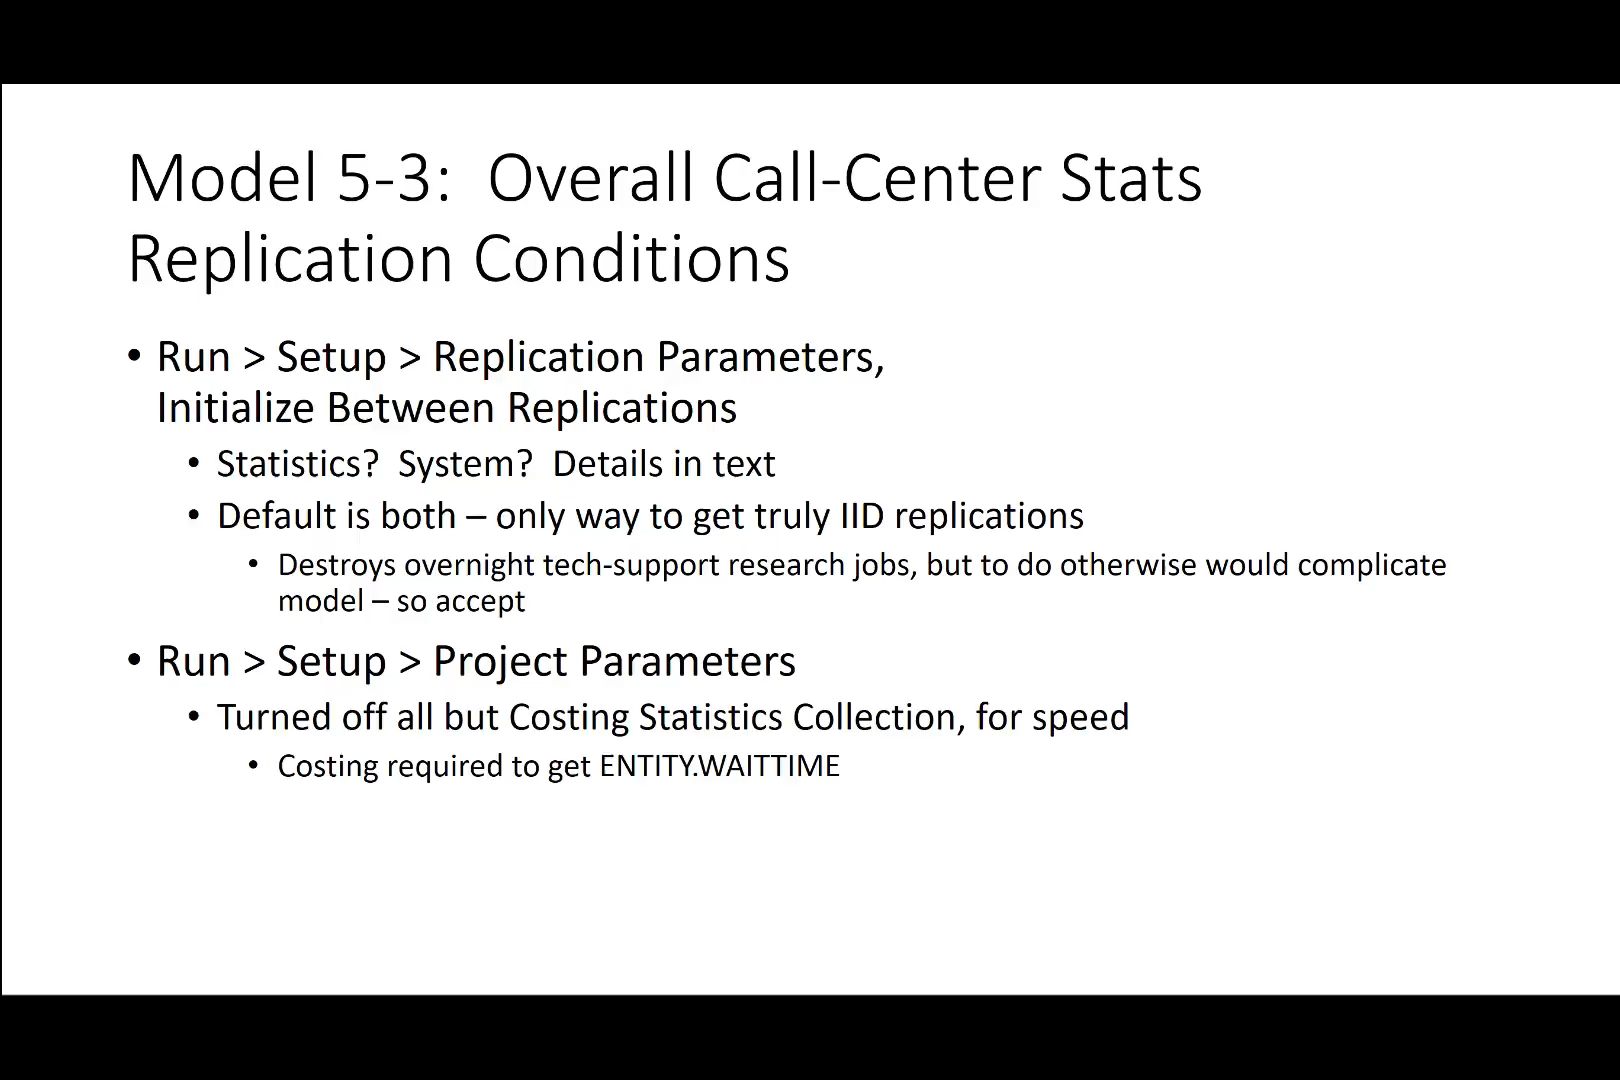 Model 5-3:  Overall Call-Center Stats
Replication Conditions
• Run > Setup > Replication Parameters,
Initialize Between Replications
• Statistics?  System?  Details in text
• Default is both – only way to get truly IID replications
• Destroys overnight tech-support research jobs, but to do otherwise would complicate
model – so accept
• Run > Setup > Project Parameters
• Turned off all but Costing Statistics Collection, for speed
• Costing required to get ENTITY.WAITTIME